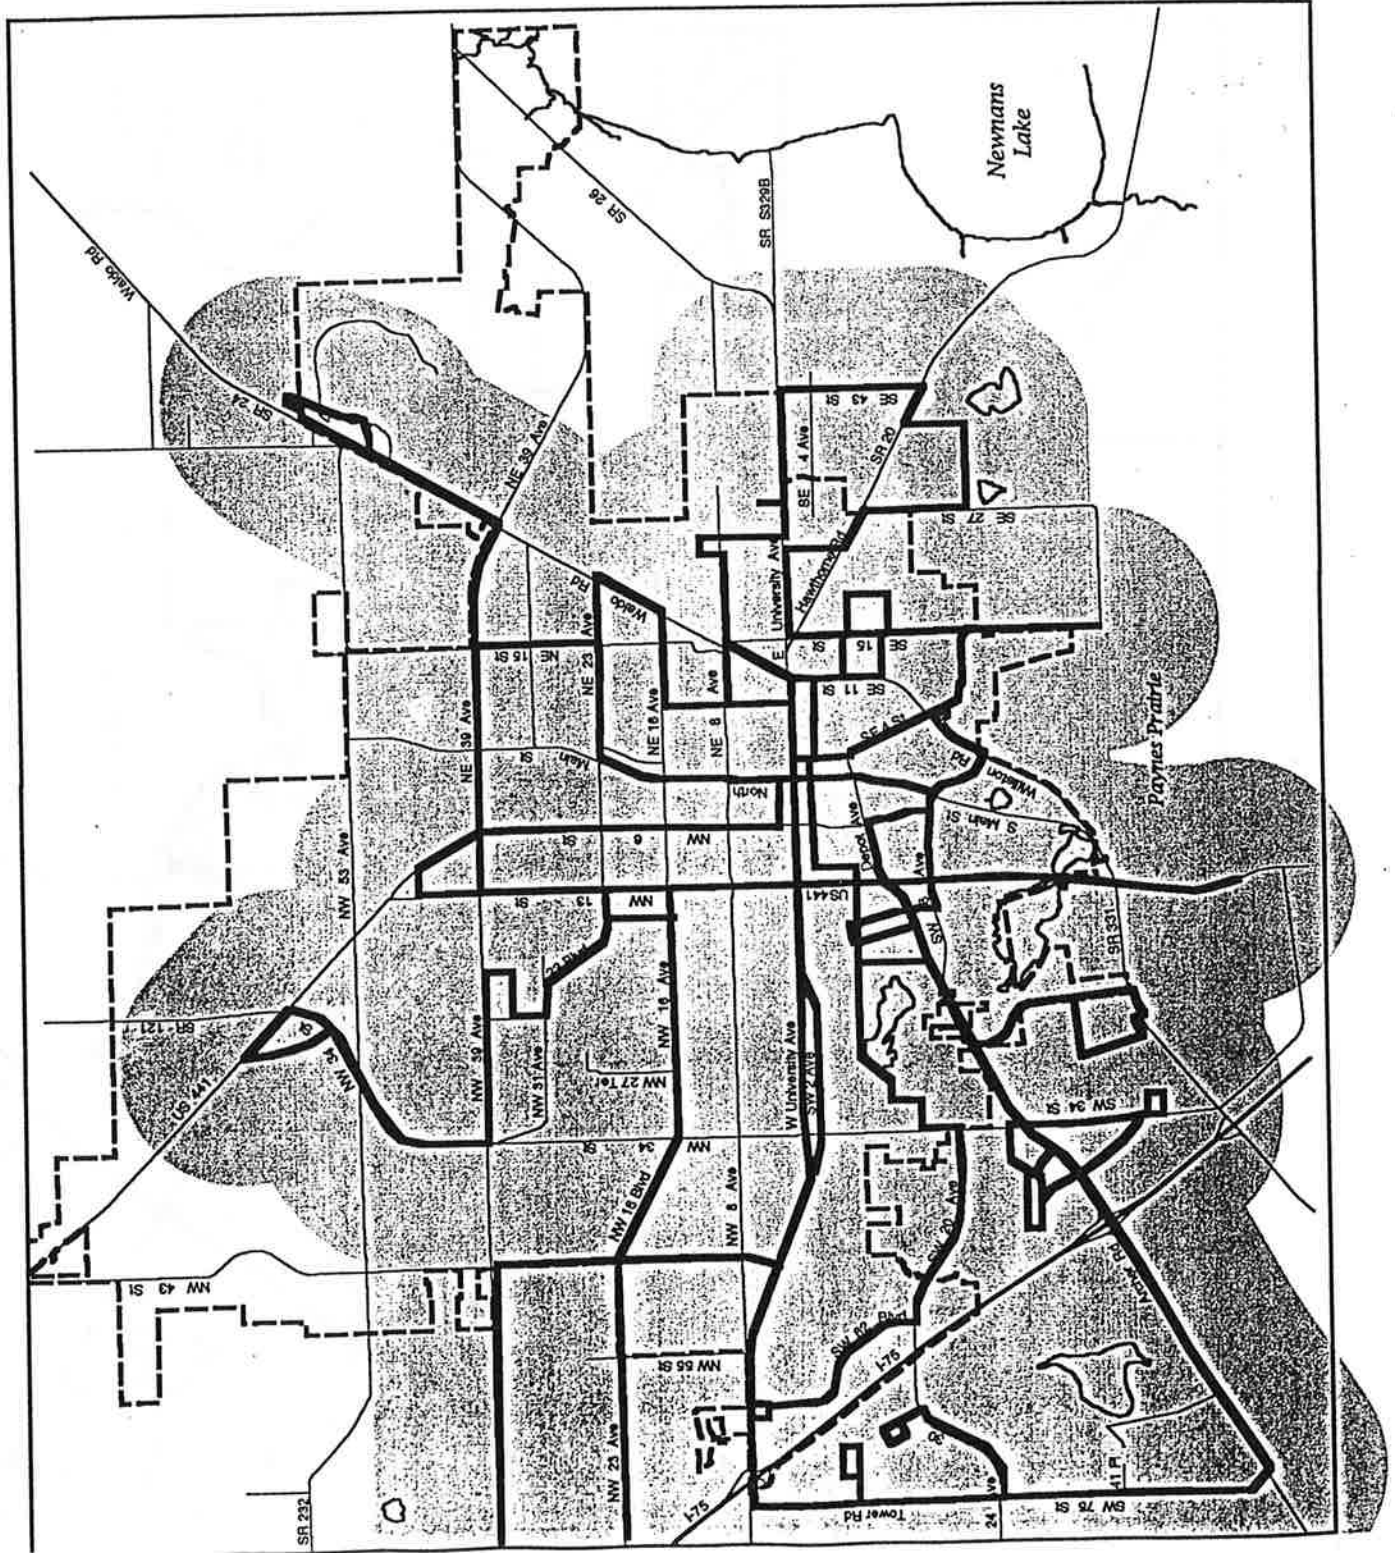 Newnans
Lake
SR S329B
SR 26
Waldo Rd
SR 24
NE 39 Ave
SE 43 St
SE 4 Ave
SR 20
SE 27 St
University Ave
E
Hawthorne Rd
Waldo
Rd
NE 23 Ave
NE 15 St
SE 15 St
SE 11 St
NE 39 Ave
NE 16 Ave
NE 8 Ave
SE 4 St
Main St
North
Williston Rd
S Main St
Paynes Prairie
Depot Ave
NW 6 St
NW 53 Ave
NW 13 St
US 441
SW
Ave
SR 331
SR 121
NW 34 St
US 441
NW 39 Ave
NW 31 Ave
NW 16 Ave
NW 27 Ter
W University Ave
SW 2 Ave
SW 34 St
NW 34 St
NW 16 Blvd
NW 8 Ave
SW 20 Ave
Archer Rd
NW 43 St
SW 62 Blvd
I-75
NW 55 St
NW 23 Ave
I-75
Tower Rd
24 Ave
SW 75 St
SR 232